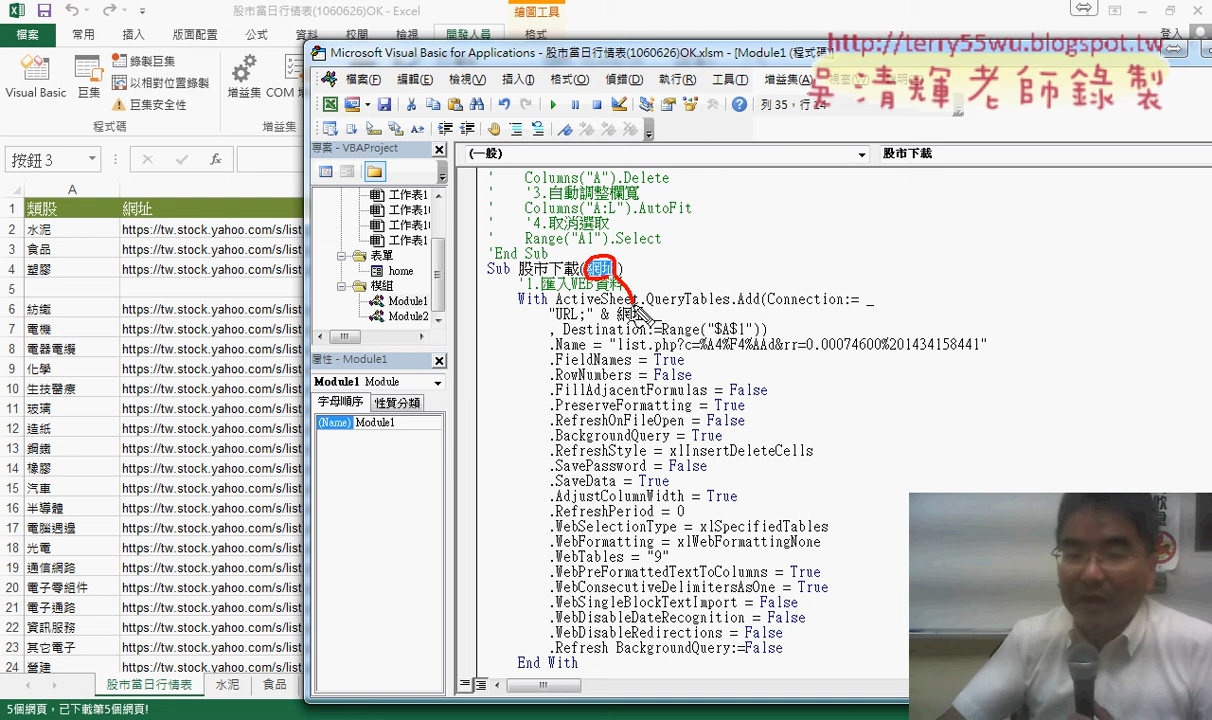 股市當日行情表(1060626)OK - Excel
繪圖工具
檔案 常用 插入 版面配置 公式 資料 校閱 檢視 開發人員 格式 登入
Visual Basic
巨集
錄製巨集
以相對位置錄製
巨集安全性
增益集
程式碼
增益集
Microsoft Visual Basic for Applications - 股市當日行情表(1060626)OK.xlsm - [Module1 (程式碼)]
http://terry55wu.blogspot.tw
吳清輝老師錄製
檔案(F) 編輯(E) 檢視(V) 插入(I) 格式(O) 偵錯(D) 執行(R) 工具(T) 增益集(A)
按鈕 3
專案 - VBAProject
(一般)
股市下載
工作表1
工作表1(
工作表1(
工作表1
表單
home
模組
Module1
Module2
屬性 - Module1
Module1 Module
字母順序 性質分類
(Name) Module1
' Columns("A").Delete
' '3.自動調整欄寬
' Columns("A:L").AutoFit
' '4.取消選取
' Range("A1").Select
'End Sub
Sub 股市下載(網址)
'1.匯入WEB資料
With ActiveSheet.QueryTables.Add(Connection:= _
"URL;" & 網址 _
, Destination:=Range("$A$1"))
.Name = "list.php?c=%A4%F4%AAd&rr=0.00074600%201434158441"
.FieldNames = True
.RowNumbers = False
.FillAdjacentFormulas = False
.PreserveFormatting = True
.RefreshOnFileOpen = False
.BackgroundQuery = True
.RefreshStyle = xlInsertDeleteCells
.SavePassword = False
.SaveData = True
.AdjustColumnWidth = True
.RefreshPeriod = 0
.WebSelectionType = xlSpecifiedTables
.WebFormatting = xlWebFormattingNone
.WebTables = "9"
.WebPreFormattedTextToColumns = True
.WebConsecutiveDelimitersAsOne = True
.WebSingleBlockTextImport = False
.WebDisableDateRecognition = False
.WebDisableRedirections = False
.Refresh BackgroundQuery:=False
End With
A
1 類股 網址
2 水泥 https://tw.stock.yahoo.com/s/list
3 食品 https://tw.stock.yahoo.com/s/list
4 塑膠 https://tw.stock.yahoo.com/s/list
5
6 紡織 https://tw.stock.yahoo.com/s/list
7 電機 https://tw.stock.yahoo.com/s/list
8 電器電纜 https://tw.stock.yahoo.com/s/list
9 化學 https://tw.stock.yahoo.com/s/list
10 生技醫療 https://tw.stock.yahoo.com/s/list
11 玻璃 https://tw.stock.yahoo.com/s/list
12 造紙 https://tw.stock.yahoo.com/s/list
13 鋼鐵 https://tw.stock.yahoo.com/s/list
14 橡膠 https://tw.stock.yahoo.com/s/list
15 汽車 https://tw.stock.yahoo.com/s/list
16 半導體 https://tw.stock.yahoo.com/s/list
17 電腦週邊 https://tw.stock.yahoo.com/s/list
18 光電 https://tw.stock.yahoo.com/s/list
19 通信網路 https://tw.stock.yahoo.com/s/list
20 電子零組件 https://tw.stock.yahoo.com/s/list
21 電子通路 https://tw.stock.yahoo.com/s/list
22 資訊服務 https://tw.stock.yahoo.com/s/list
23 其它電子 https://tw.stock.yahoo.com/s/list
24 營建 https://tw.stock.yahoo.com/s/list
股市當日行情表 水泥 食品
5個網頁，已下載第5個網頁!